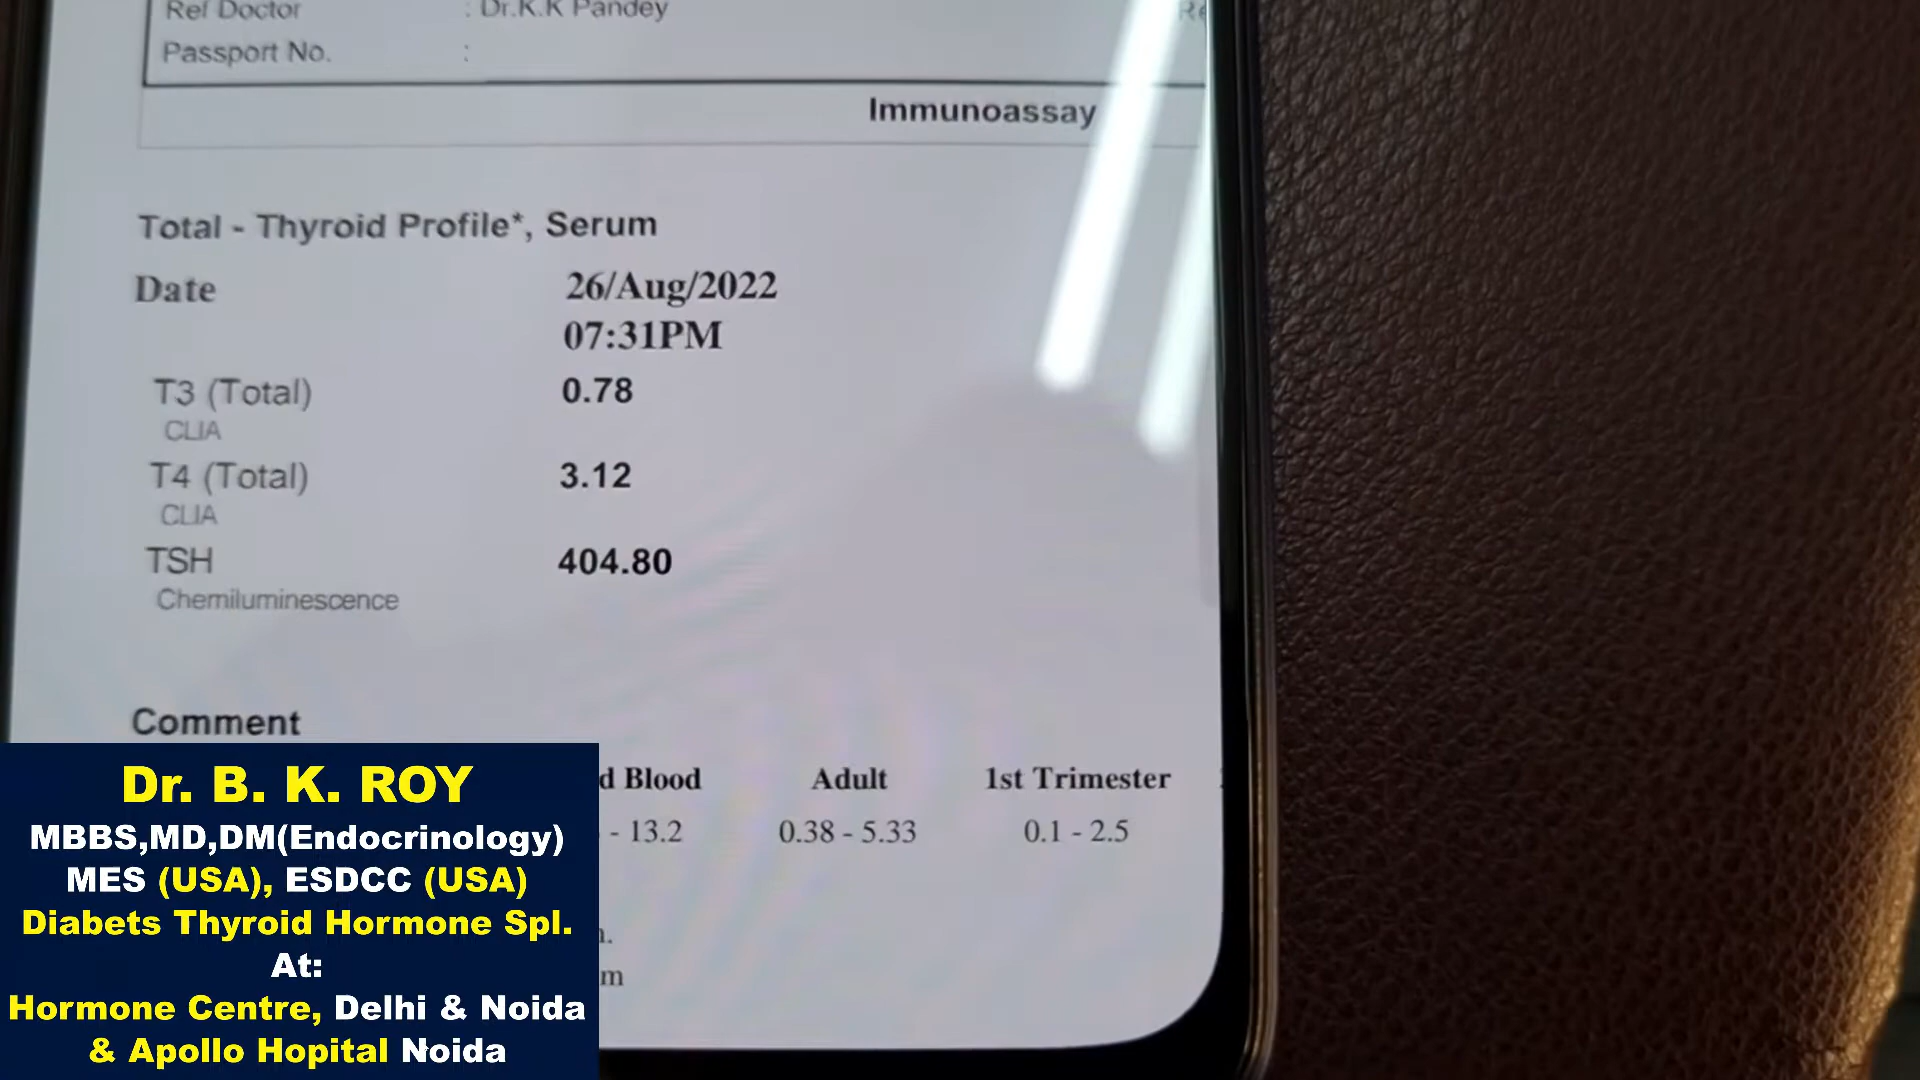 Ref Doctor : Dr.K.K Pandey
Passport No. :
Immunoassay
Total - Thyroid Profile*, Serum
Date 26/Aug/2022
07:31PM
T3 (Total) 0.78
CLIA
T4 (Total) 3.12
CLIA
TSH 404.80
Chemiluminescence
Comment
d Blood Adult 1st Trimester
- 13.2 0.38 - 5.33 0.1 - 2.5
Dr. B. K. ROY
MBBS,MD,DM(Endocrinology)
MES (USA), ESDCC (USA)
Diabets Thyroid Hormone Spl.
At:
Hormone Centre, Delhi & Noida
& Apollo Hopital Noida